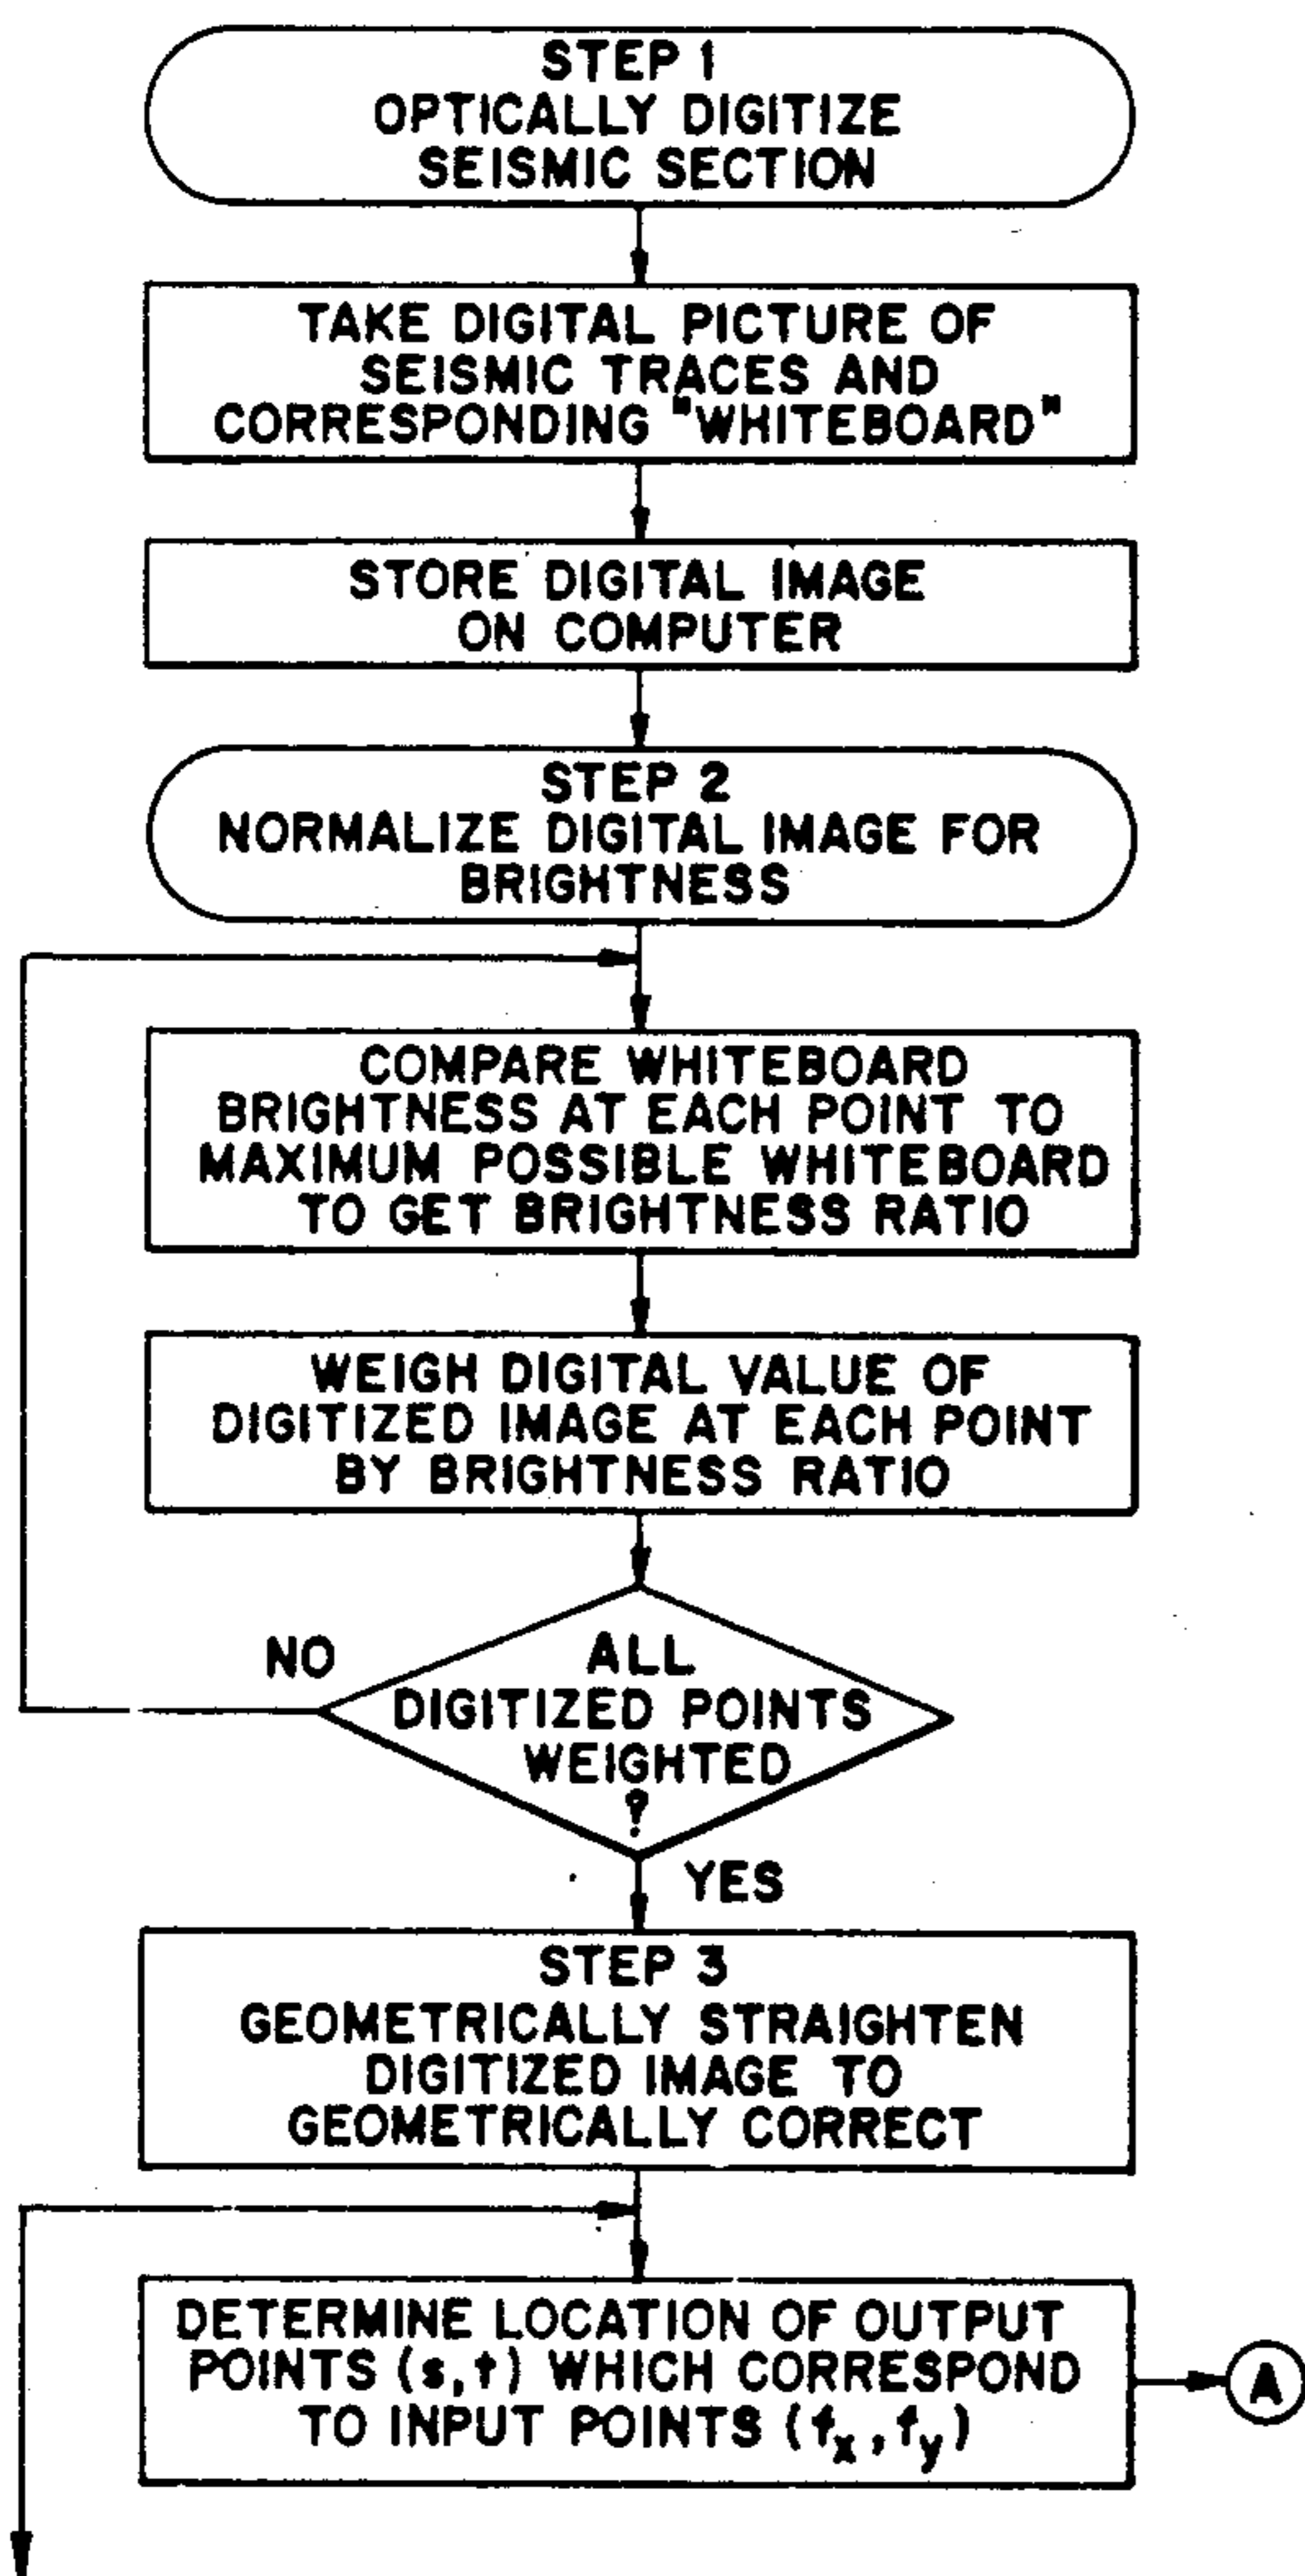 STEP 1
OPTICALLY DIGITIZE
SEISMIC SECTION
TAKE DIGITAL PICTURE OF
SEISMIC TRACES AND
CORRESPONDING "WHITEBOARD"
STORE DIGITAL IMAGE
ON COMPUTER
STEP 2
NORMALIZE DIGITAL IMAGE FOR
BRIGHTNESS
COMPARE WHITEBOARD
BRIGHTNESS AT EACH POINT TO
MAXIMUM POSSIBLE WHITEBOARD
TO GET BRIGHTNESS RATIO
WEIGH DIGITAL VALUE OF
DIGITIZED IMAGE AT EACH POINT
BY BRIGHTNESS RATIO
NO
ALL
DIGITIZED POINTS
WEIGHTED
?
YES
STEP 3
GEOMETRICALLY STRAIGHTEN
DIGITIZED IMAGE TO
GEOMETRICALLY CORRECT
DETERMINE LOCATION OF OUTPUT
POINTS (s,t) WHICH CORRESPOND
TO INPUT POINTS (fx, fy)
A